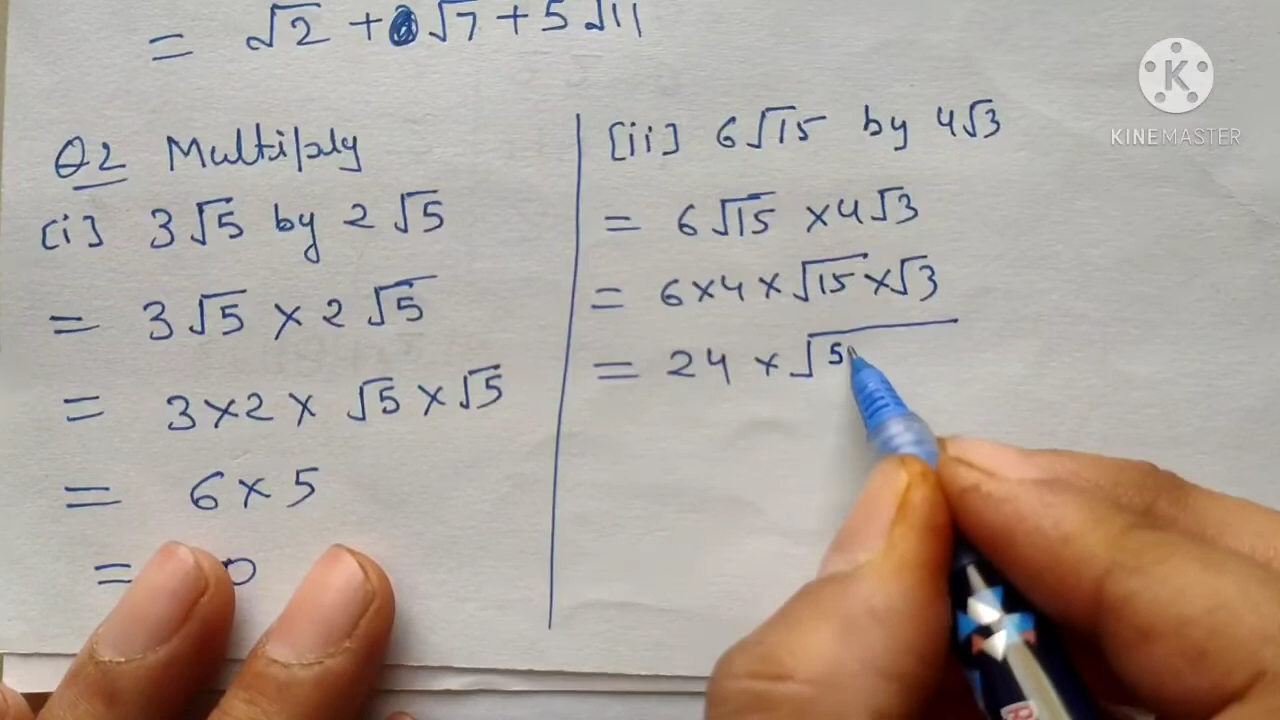 = √2 + √7 + 5√11
Q2 Multiply
[i] 3√5 by 2√5
= 3√5 × 2√5
= 3×2× √5 × √5
= 6×5
= 0
[ii] 6√15 by 4√3
= 6√15 ×4√3
= 6×4×√15×√3
= 24 × √5
KINEMASTER